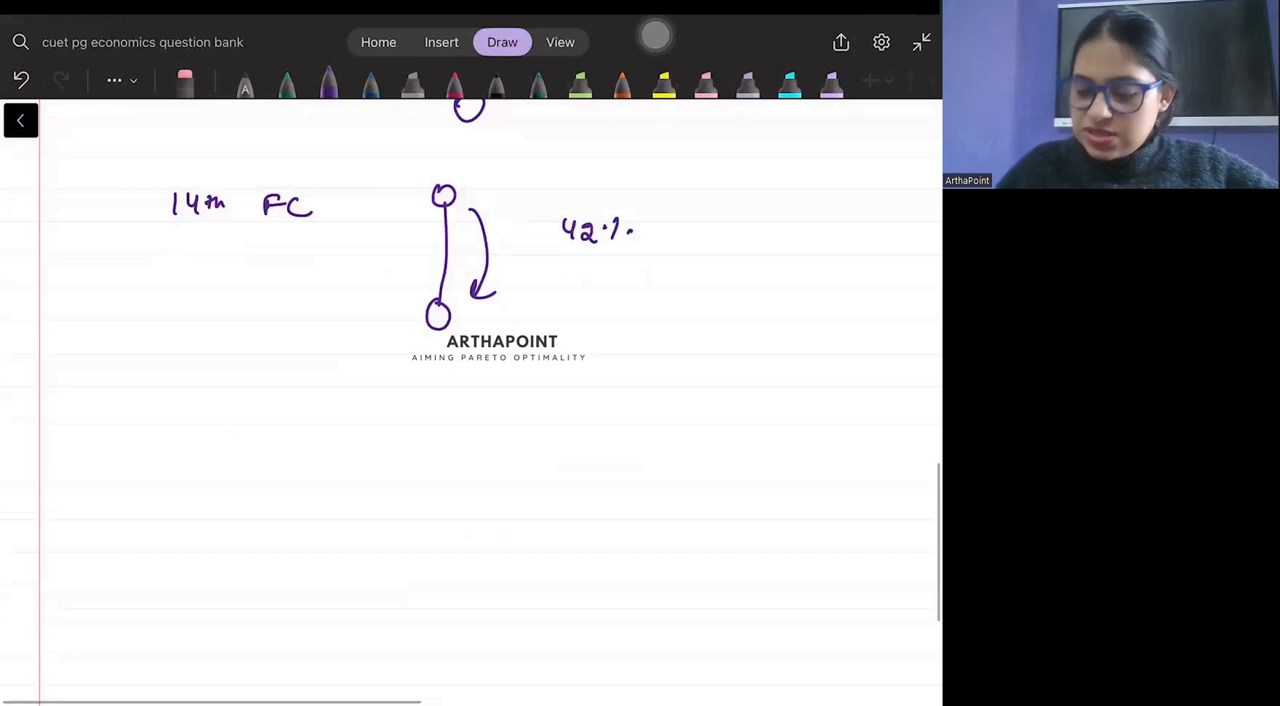 cuet pg economics question bank
Home Insert Draw View
A
ArthaPoint
14th FC
42%
ARTHAPOINT
AIMING PARETO OPTIMALITY